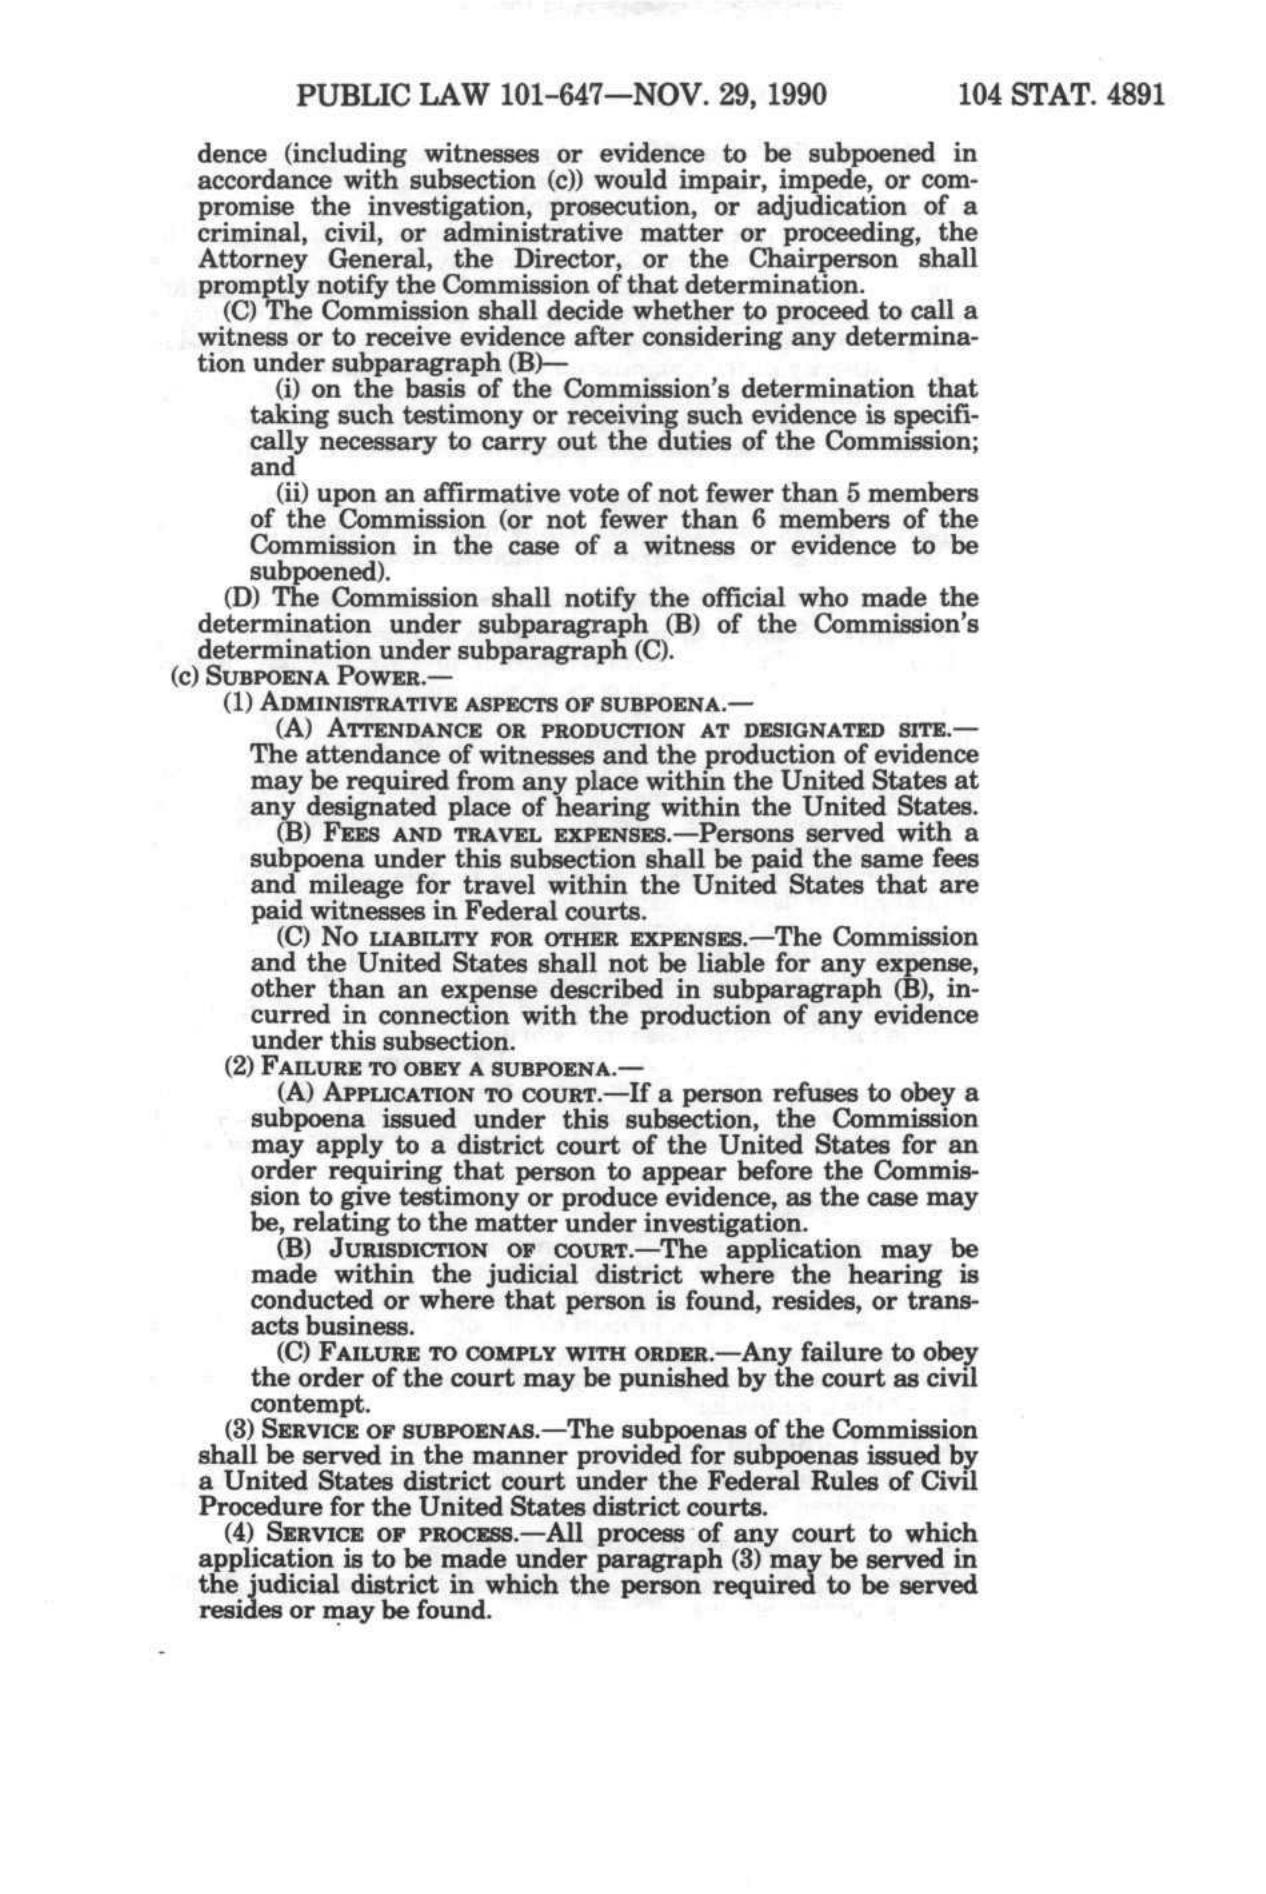 PUBLIC LAW 101-647—NOV. 29, 1990 104 STAT. 4891
dence (including witnesses or evidence to be subpoened in
accordance with subsection (c)) would impair, impede, or com-
promise the investigation, prosecution, or adjudication of a
criminal, civil, or administrative matter or proceeding, the
Attorney General, the Director, or the Chairperson shall
promptly notify the Commission of that determination.
(C) The Commission shall decide whether to proceed to call a
witness or to receive evidence after considering any determina-
tion under subparagraph (B)—
(i) on the basis of the Commission's determination that
taking such testimony or receiving such evidence is specifi-
cally necessary to carry out the duties of the Commission;
and
(ii) upon an affirmative vote of not fewer than 5 members
of the Commission (or not fewer than 6 members of the
Commission in the case of a witness or evidence to be
subpoened).
(D) The Commission shall notify the official who made the
determination under subparagraph (B) of the Commission's
determination under subparagraph (C).
(c) SUBPOENA POWER.—
(1) ADMINISTRATIVE ASPECTS OF SUBPOENA.—
(A) ATTENDANCE OR PRODUCTION AT DESIGNATED SITE.—
The attendance of witnesses and the production of evidence
may be required from any place within the United States at
any designated place of hearing within the United States.
(B) FEES AND TRAVEL EXPENSES.—Persons served with a
subpoena under this subsection shall be paid the same fees
and mileage for travel within the United States that are
paid witnesses in Federal courts.
(C) NO LIABILITY FOR OTHER EXPENSES.—The Commission
and the United States shall not be liable for any expense,
other than an expense described in subparagraph (B), in-
curred in connection with the production of any evidence
under this subsection.
(2) FAILURE TO OBEY A SUBPOENA.—
(A) APPLICATION TO COURT.—If a person refuses to obey a
subpoena issued under this subsection, the Commission
may apply to a district court of the United States for an
order requiring that person to appear before the Commis-
sion to give testimony or produce evidence, as the case may
be, relating to the matter under investigation.
(B) JURISDICTION OF COURT.—The application may be
made within the judicial district where the hearing is
conducted or where that person is found, resides, or trans-
acts business.
(C) FAILURE TO COMPLY WITH ORDER.—Any failure to obey
the order of the court may be punished by the court as civil
contempt.
(3) SERVICE OF SUBPOENAS.—The subpoenas of the Commission
shall be served in the manner provided for subpoenas issued by
a United States district court under the Federal Rules of Civil
Procedure for the United States district courts.
(4) SERVICE OF PROCESS.—All process of any court to which
application is to be made under paragraph (3) may be served in
the judicial district in which the person required to be served
resides or may be found.